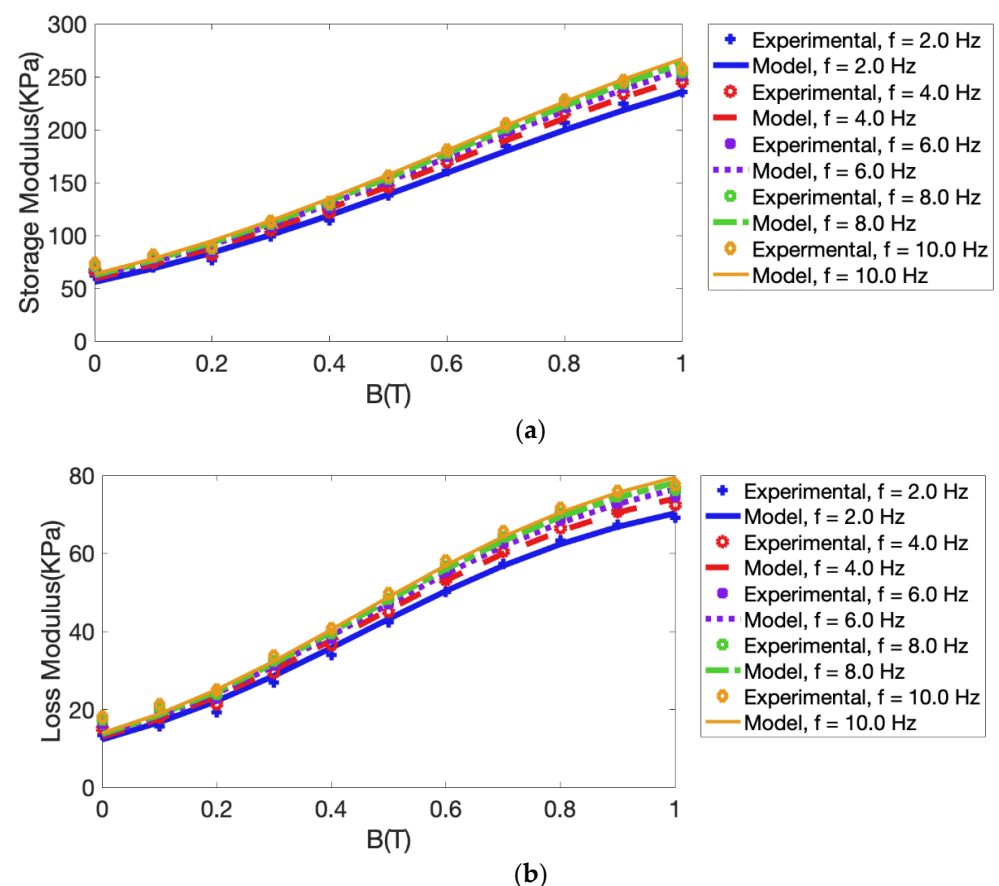 300
250
200
150
100
50
0
Storage Modulus(KPa)
0 0.2 0.4 0.6 0.8 1
B(T)
Experimental, f = 2.0 Hz
Model, f = 2.0 Hz
Experimental, f = 4.0 Hz
Model, f = 4.0 Hz
Experimental, f = 6.0 Hz
Model, f = 6.0 Hz
Experimental, f = 8.0 Hz
Model, f = 8.0 Hz
Expermental, f = 10.0 Hz
Model, f = 10.0 Hz
(a)
80
60
40
20
0
Loss Modulus(KPa)
0 0.2 0.4 0.6 0.8 1
B(T)
Experimental, f = 2.0 Hz
Model, f = 2.0 Hz
Experimental, f = 4.0 Hz
Model, f = 4.0 Hz
Experimental, f = 6.0 Hz
Model, f = 6.0 Hz
Experimental, f = 8.0 Hz
Model, f = 8.0 Hz
Experimental, f = 10.0 Hz
Model, f = 10.0 Hz
(b)